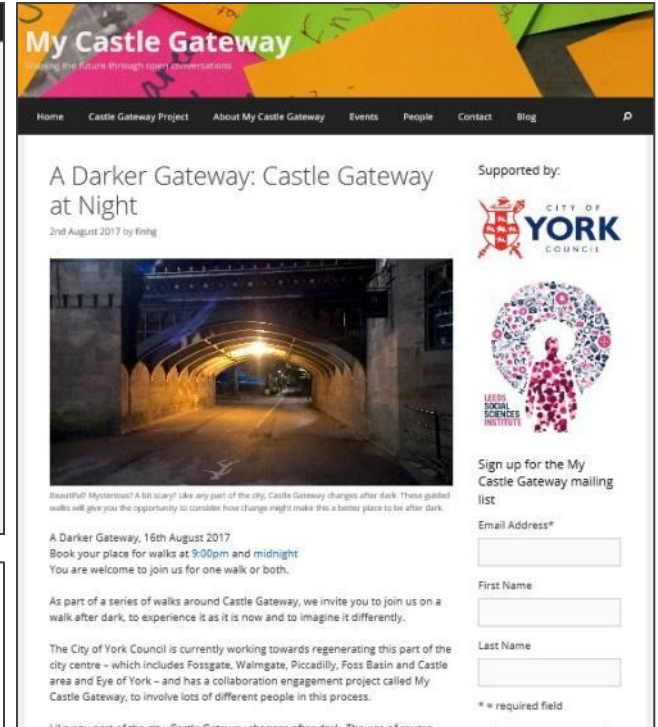 My Castle Gateway
Shaping the future through open conversations
Home Castle Gateway Project About My Castle Gateway Events People Contact Blog
A Darker Gateway: Castle Gateway
at Night
2nd August 2017 by finhg
Beautiful? Mysterious? A bit scary? Like any part of the city, Castle Gateway changes after dark. These guided
walks will give you the opportunity to consider how change might make this a better place to be after dark.
A Darker Gateway, 16th August 2017
Book your place for walks at 9:00pm and midnight
You are welcome to join us for one walk or both.
As part of a series of walks around Castle Gateway, we invite you to join us on a
walk after dark, to experience it as it is now and to imagine it differently.
The City of York Council is currently working towards regenerating this part of the
city centre – which includes Fossgate, Walmgate, Piccadilly, Foss Basin and Castle
area and Eye of York – and has a collaboration engagement project called My
Castle Gateway, to involve lots of different people in this process.
Supported by:
CITY OF
YORK
COUNCIL
LEEDS
SOCIAL
SCIENCES
INSTITUTE
Sign up for the My
Castle Gateway mailing
list
Email Address*
First Name
Last Name
* = required field